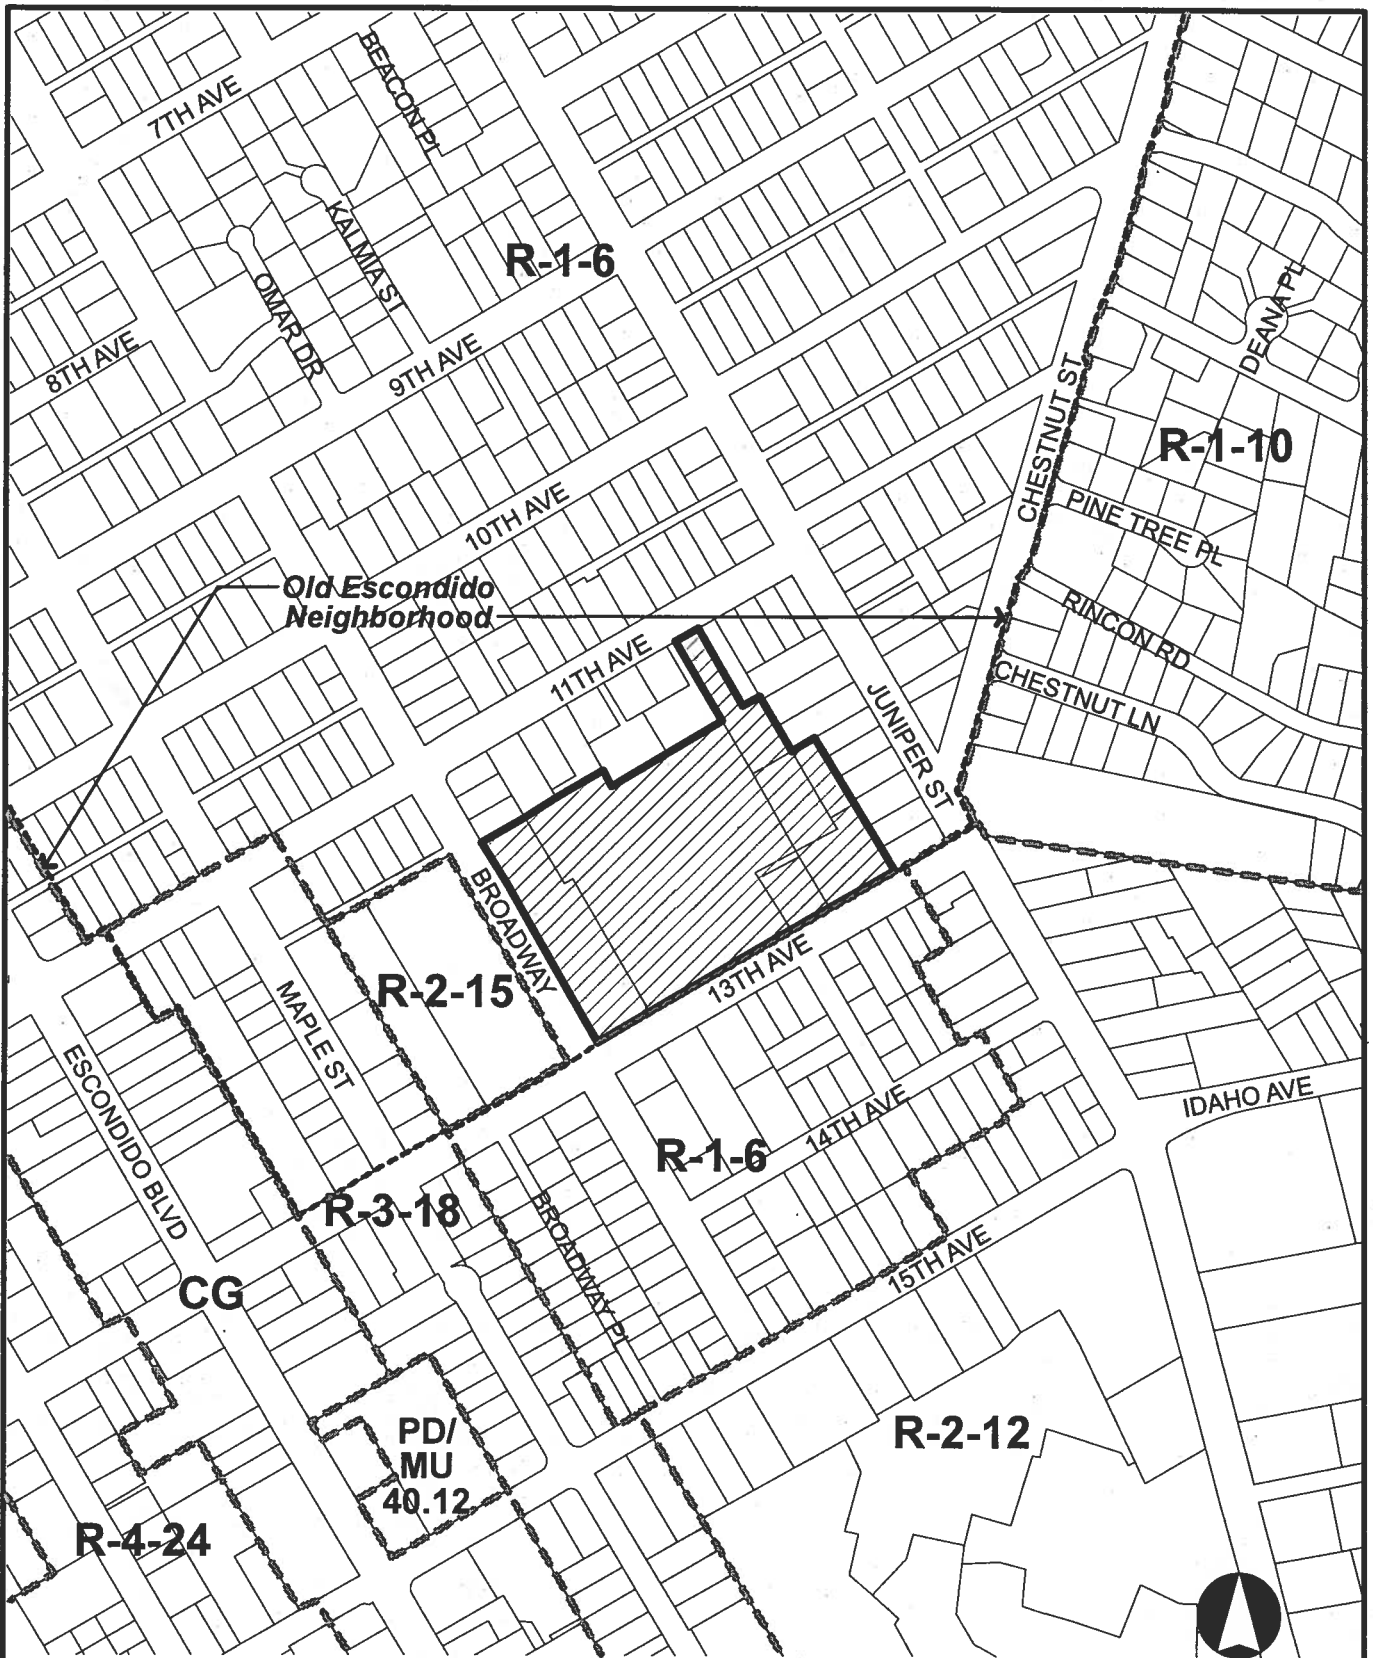 BEACON PL
7TH AVE
KALMIA ST
R-1-6
OMAR DR
DEANA PL
8TH AVE
9TH AVE
CHESTNUT ST
R-1-10
10TH AVE
PINE TREE PL
Old Escondido
Neighborhood
RINCON RD
11TH AVE
CHESTNUT LN
JUNIPER ST
BROADWAY
13TH AVE
R-2-15
MAPLE ST
ESCONDIDO BLVD
IDAHO AVE
14TH AVE
R-1-6
R-3-18
BROADWAY PL
15TH AVE
CG
PD/
MU
40.12
R-2-12
R-4-24